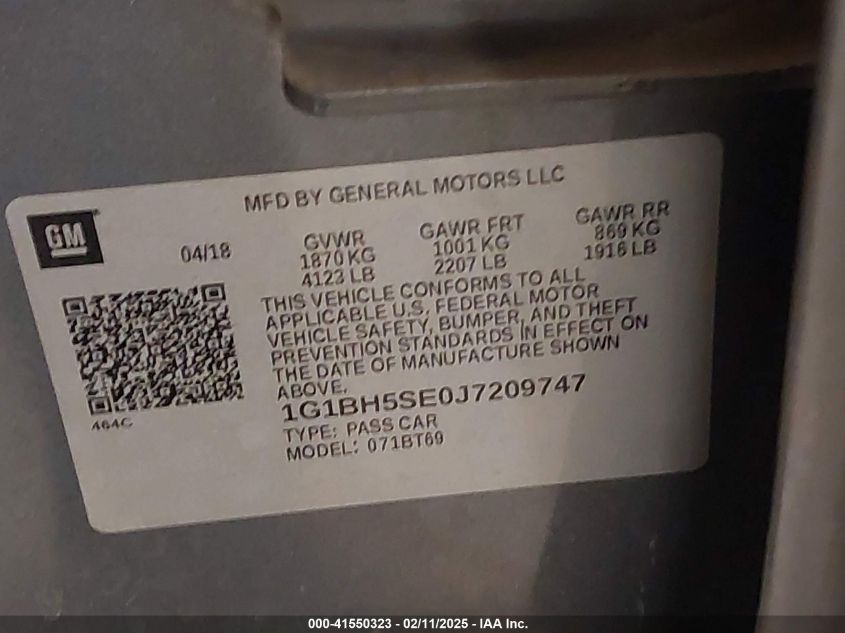 MFD BY GENERAL MOTORS LLC
GM
04/18
GVWR
1870 KG
4123 LB
GAWR FRT
1001 KG
2207 LB
GAWR RR
869 KG
1916 LB
THIS VEHICLE CONFORMS TO ALL
APPLICABLE U.S. FEDERAL MOTOR
VEHICLE SAFETY, BUMPER, AND THEFT
PREVENTION STANDARDS IN EFFECT ON
THE DATE OF MANUFACTURE SHOWN
ABOVE.
464C
1G1BH5SE0J7209747
TYPE: PASS CAR
MODEL: 071BT69
000-41550323 - 02/11/2025 - IAA Inc.